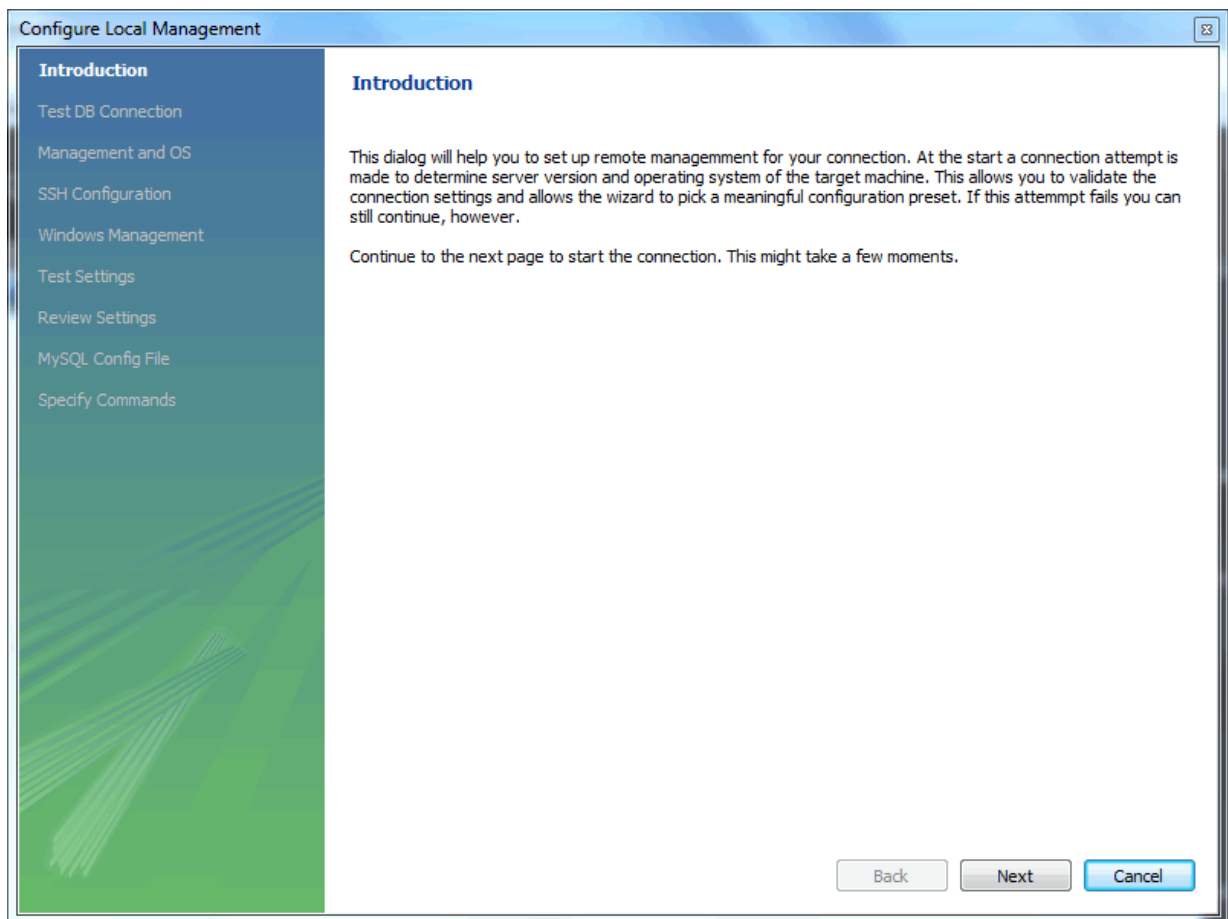 Configure Local Management
Introduction
Test DB Connection
Management and OS
SSH Configuration
Windows Management
Test Settings
Review Settings
MySQL Config File
Specify Commands
Introduction
This dialog will help you to set up remote managemment for your connection. At the start a connection attempt is
made to determine server version and operating system of the target machine. This allows you to validate the
connection settings and allows the wizard to pick a meaningful configuration preset. If this attemmpt fails you can
still continue, however.
Continue to the next page to start the connection. This might take a few moments.
Back
Next
Cancel